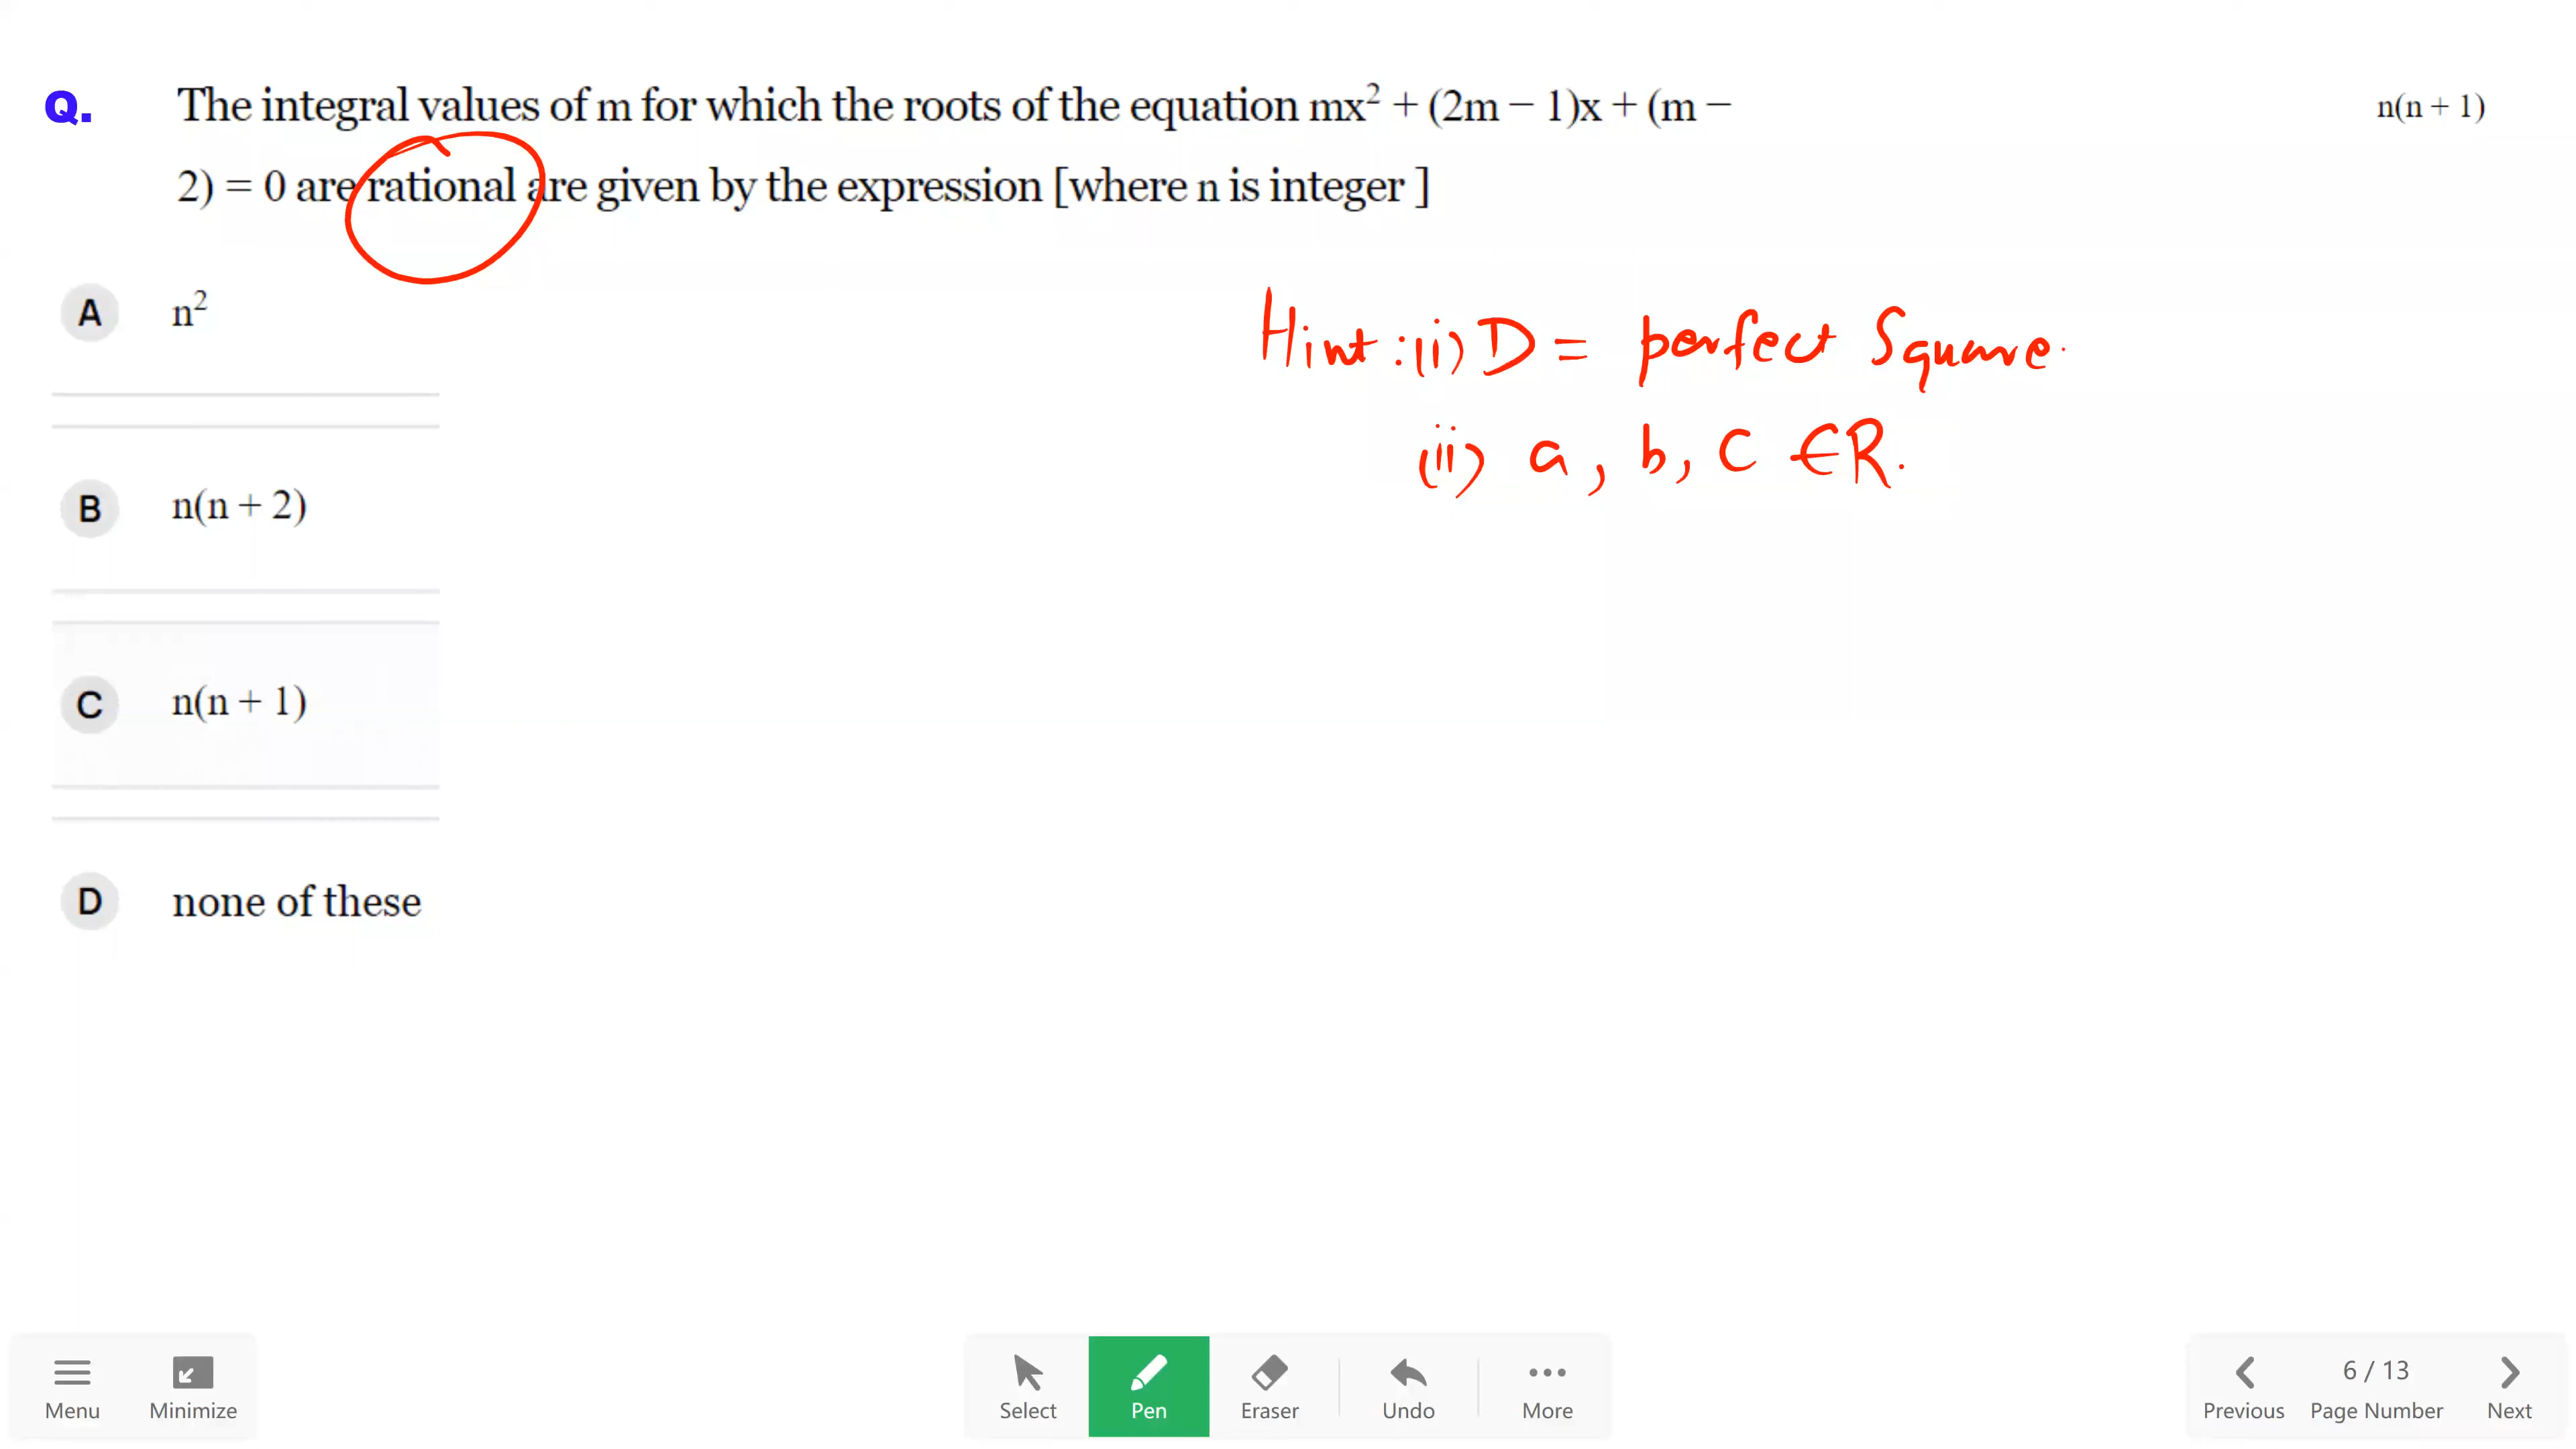 Q. The integral values of m for which the roots of the equation mx² + (2m − 1)x + (m −
n(n + 1)
2) = 0 are rational are given by the expression [where n is integer ]
A n²
Hint : (i) D = perfect Square.
(ii) a, b, c ∈ R.
B n(n + 2)
C n(n + 1)
D none of these
Menu Minimize Select Pen Eraser Undo More Previous 6 / 13 Page Number Next